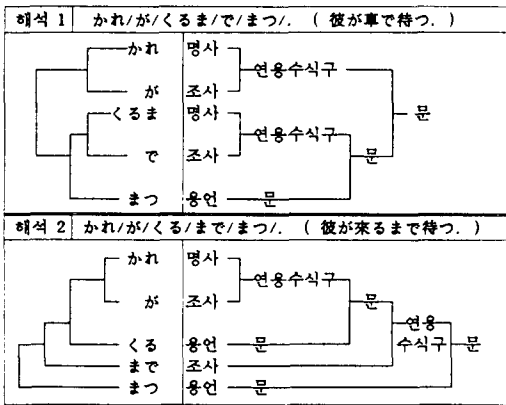 해석 1 かれ/が/くるま/で/まつ/. ( 彼が車で待つ. )
かれ 명사
연용수식구
が 조사
문
くるま 명사
연용수식구
で 조사
문
まつ 용언 문
해석 2 かれ/が/くる/まで/まつ/. ( 彼が來るまで待つ. )
かれ 명사
연용수식구
が 조사
문
연용
くる 용언 문
수식구 문
まで 조사
まつ 용언 문